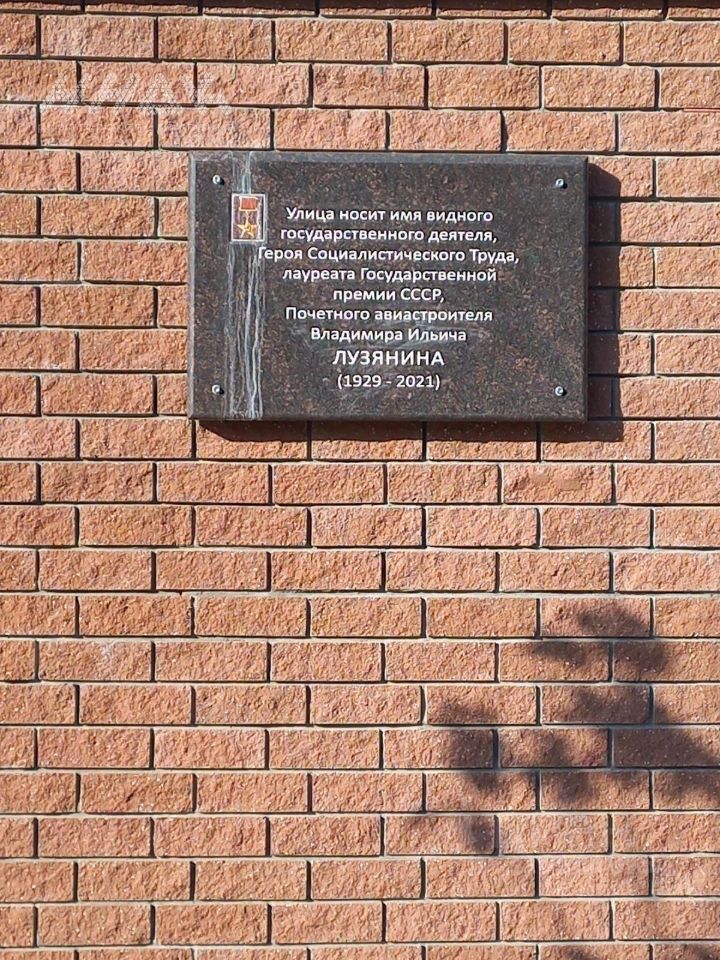 Улица носит имя видного
государственного деятеля,
Героя Социалистического Труда,
лауреата Государственной
премии СССР,
Почетного авиастроителя
Владимира Ильича
ЛУЗЯНИНА
(1929 - 2021)